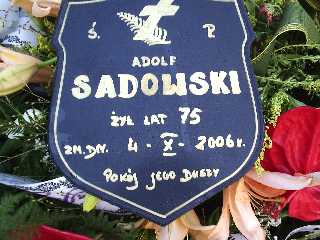 Ś. P.
ADOLF
SADOWSKI
ŻYŁ LAT 75
ZM. DN. 4-X-2006R.
POKÓJ JEGO DUSZY